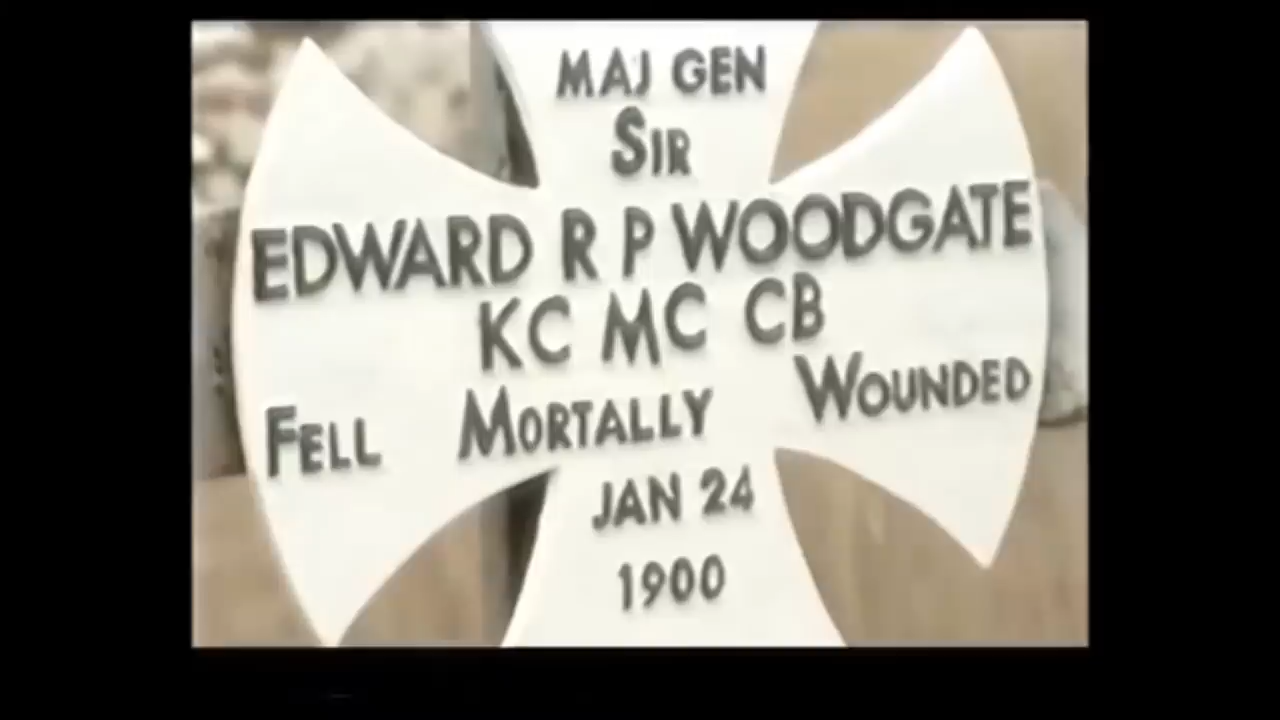 MAJ GEN
SIR
EDWARD R P WOODGATE
KC MC CB
FELL MORTALLY WOUNDED
JAN 24
1900